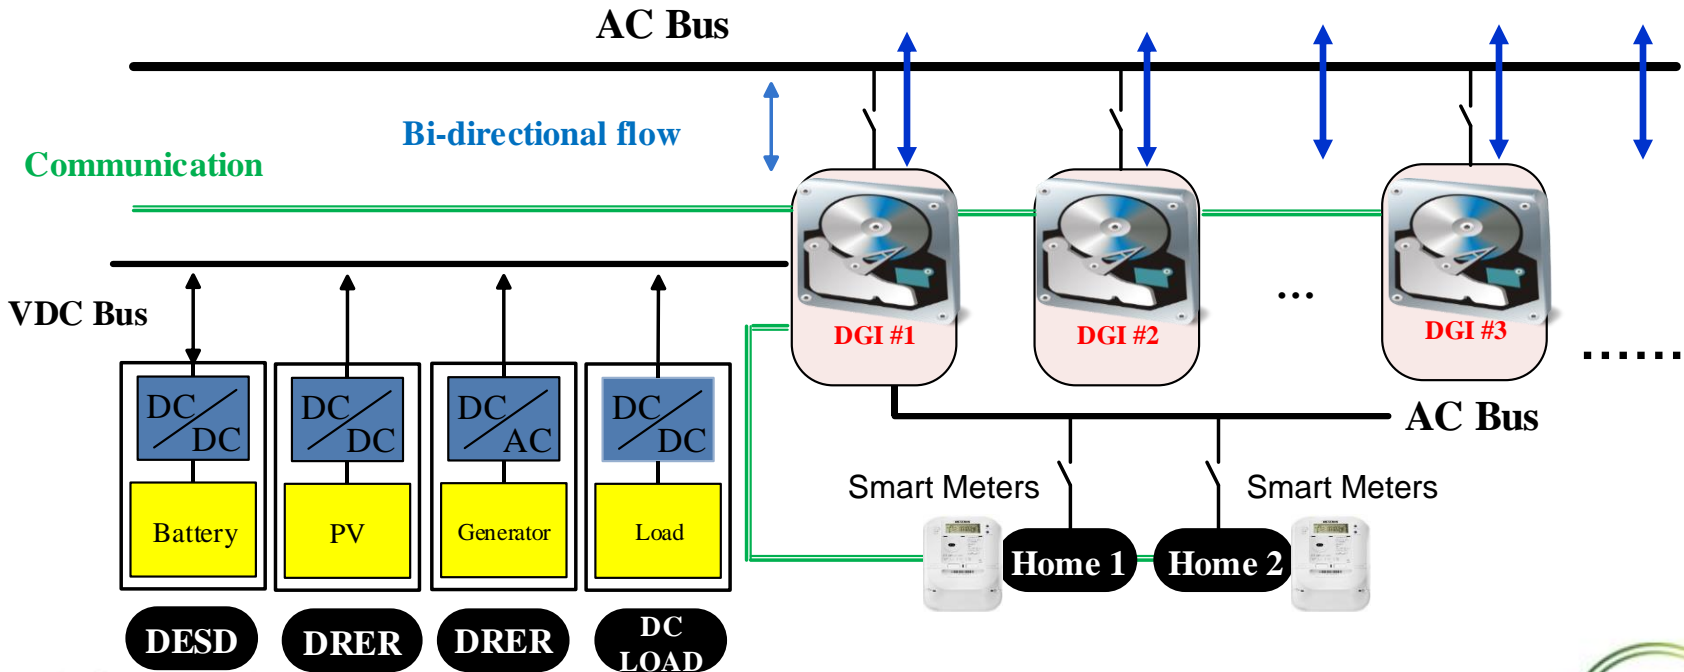 AC Bus
Bi-directional flow
Communication
VDC Bus
DGI #1
DGI #2
...
DGI #3
......
AC Bus
DC/DC
DC/DC
DC/AC
DC/DC
Battery
PV
Generator
Load
Smart Meters
Smart Meters
Home 1
Home 2
DESD
DRER
DRER
DC
LOAD